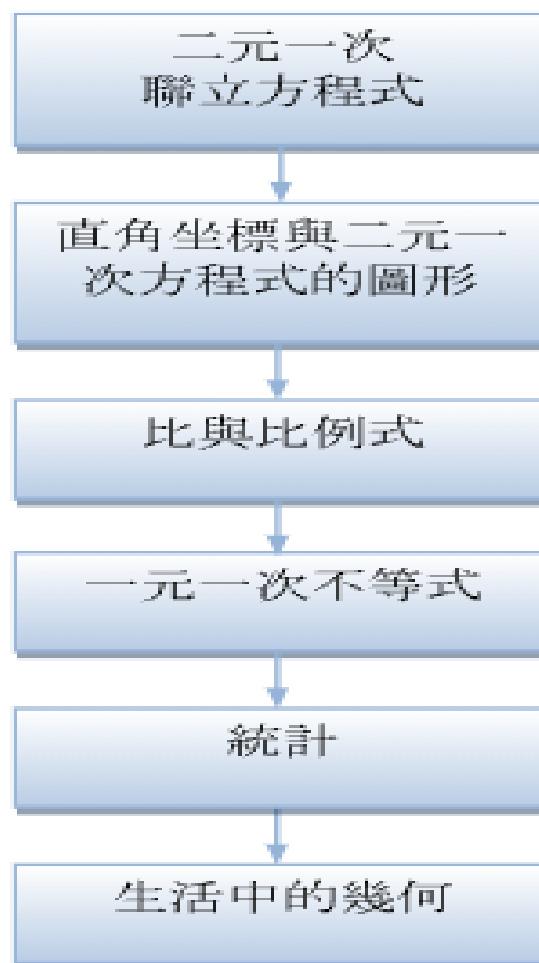 二元一次
聯立方程式
直角坐標與二元一
次方程式的圖形
比與比例式
一元一次不等式
統計
生活中的幾何